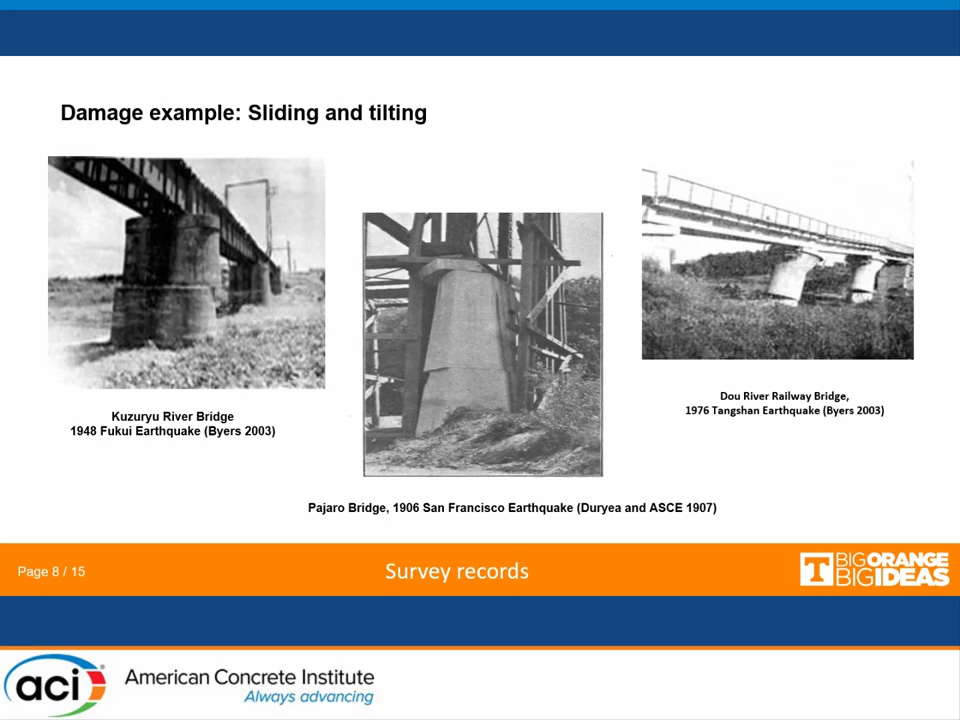 Damage example: Sliding and tilting
Kuzuryu River Bridge
1948 Fukui Earthquake (Byers 2003)
Dou River Railway Bridge,
1976 Tangshan Earthquake (Byers 2003)
Pajaro Bridge, 1906 San Francisco Earthquake (Duryea and ASCE 1907)
Page 8 / 15
Survey records
T
BIGORANGE
BIGIDEAS
aci
American Concrete Institute
Always advancing